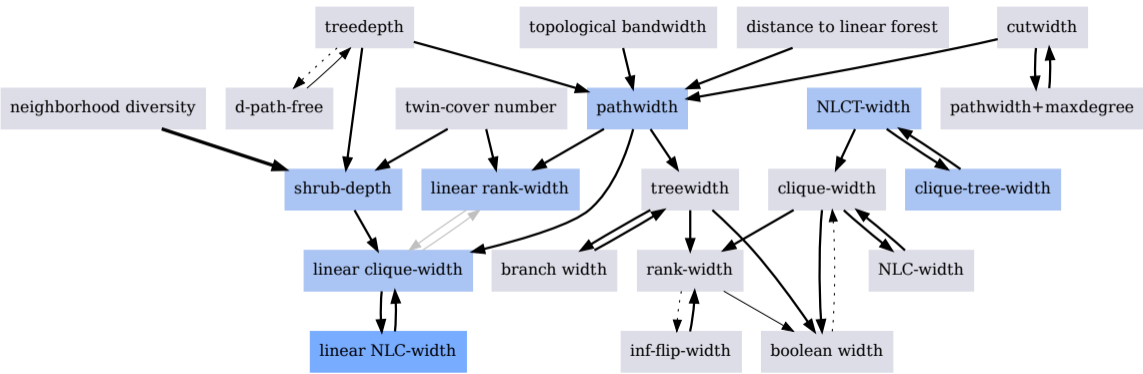 treedepth
topological bandwidth
distance to linear forest
cutwidth
neighborhood diversity
d-path-free
twin-cover number
pathwidth
NLCT-width
pathwidth+maxdegree
shrub-depth
linear rank-width
treewidth
clique-width
clique-tree-width
linear clique-width
branch width
rank-width
NLC-width
linear NLC-width
inf-flip-width
boolean width